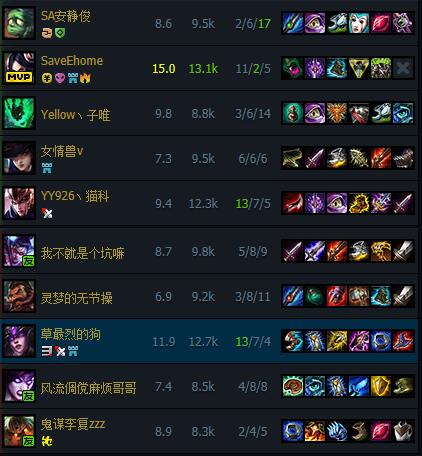 SA安静俊 8.6 9.5k 2/6/17
SaveEhome 15.0 13.1k 11/2/5
MVP
Yellow丶子唯 9.8 8.8k 3/6/14
女情兽v 7.3 9.5k 6/6/6
YY926丶猫科 9.4 12.3k 13/7/5
我不就是个坑嘛 8.7 9.8k 5/8/9
友
灵梦的无节操 6.9 9.2k 3/8/11
草最烈的狗 11.9 12.7k 13/7/4
友
风流倜傥麻烦哥哥 7.4 8.5k 4/8/8
友
鬼谋李复zzz 8.9 8.3k 2/4/5
友